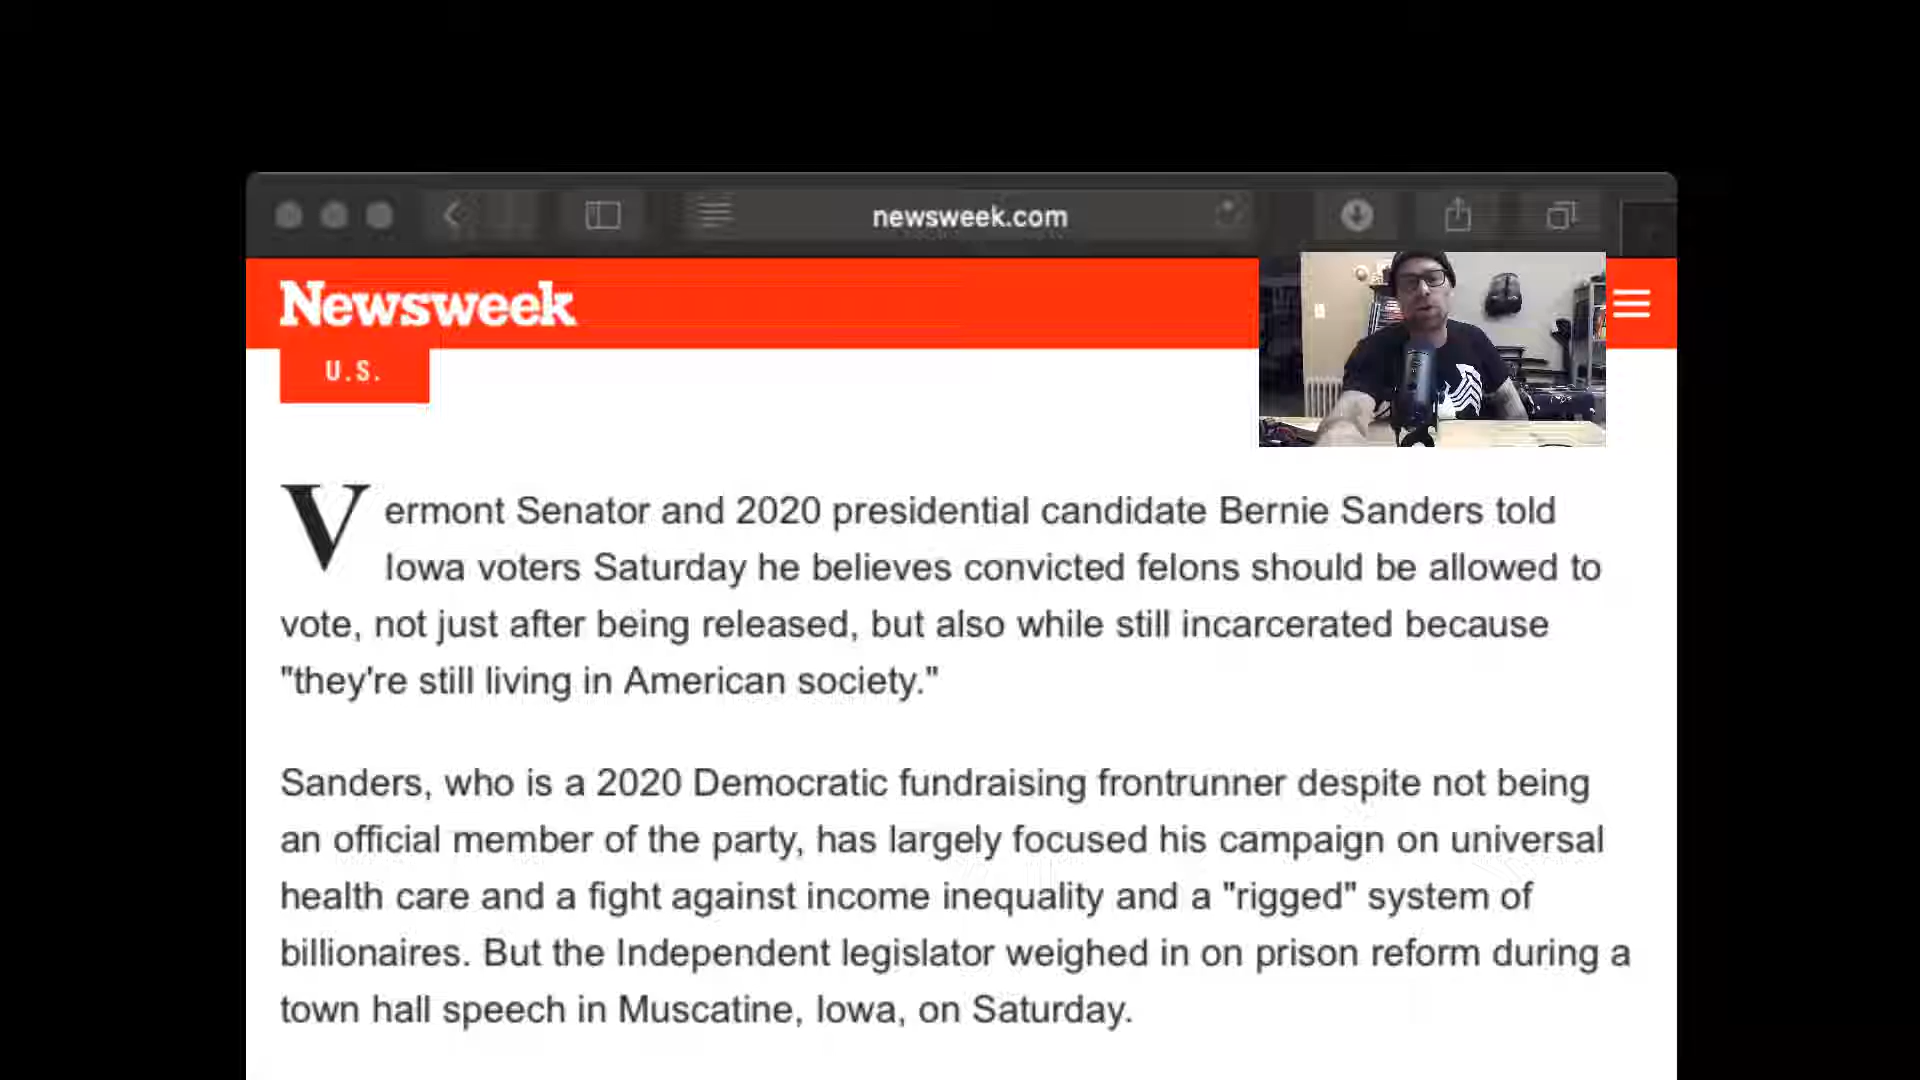 newsweek.com
Newsweek
U.S.
Vermont Senator and 2020 presidential candidate Bernie Sanders told
Iowa voters Saturday he believes convicted felons should be allowed to
vote, not just after being released, but also while still incarcerated because
"they're still living in American society."
Sanders, who is a 2020 Democratic fundraising frontrunner despite not being
an official member of the party, has largely focused his campaign on universal
health care and a fight against income inequality and a "rigged" system of
billionaires. But the Independent legislator weighed in on prison reform during a
town hall speech in Muscatine, Iowa, on Saturday.